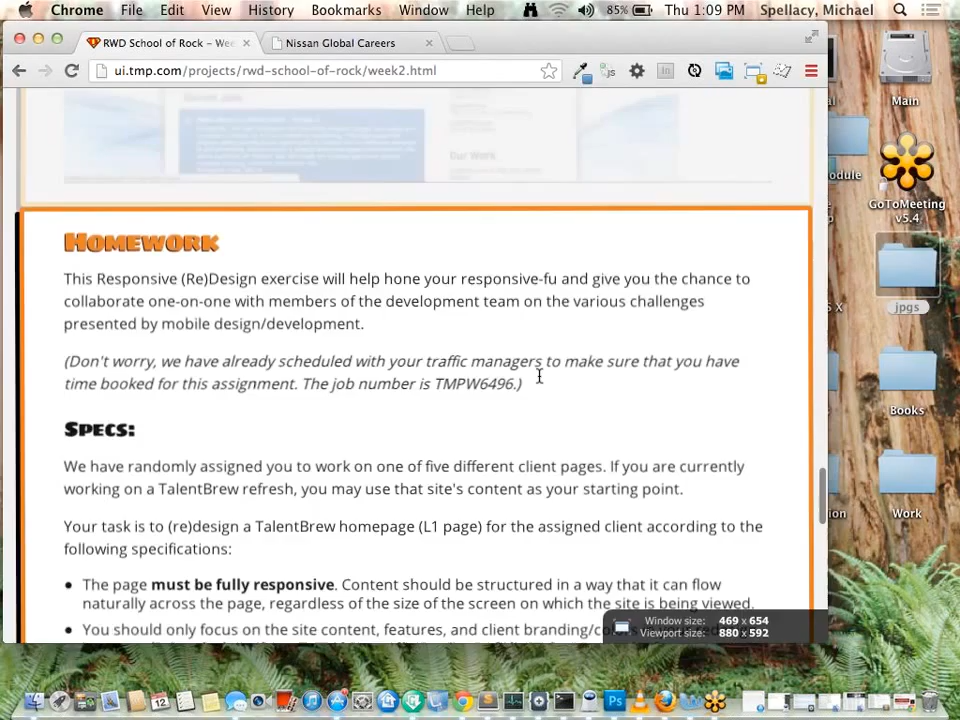 Chrome File Edit View History Bookmarks Window Help 85% Thu 1:09 PM Spellacy, Michael
RWD School of Rock – We
Nissan Global Careers
ui.tmp.com/projects/rwd-school-of-rock/week2.html
js
in
Main
Our Work
GoToMeeting
v5.4
Homework
This Responsive (Re)Design exercise will help hone your responsive-fu and give you the chance to
collaborate one-on-one with members of the development team on the various challenges
presented by mobile design/development.
jpgs
(Don't worry, we have already scheduled with your traffic managers to make sure that you have
time booked for this assignment. The job number is TMPW6496.)
Books
Specs:
We have randomly assigned you to work on one of five different client pages. If you are currently
working on a TalentBrew refresh, you may use that site's content as your starting point.
Work
Your task is to (re)design a TalentBrew homepage (L1 page) for the assigned client according to the
following specifications:
• The page must be fully responsive. Content should be structured in a way that it can flow
naturally across the page, regardless of the size of the screen on which the site is being viewed.
• You should only focus on the site content, features, and client branding/co
Window size: 469 x 654
Viewport size: 880 x 592